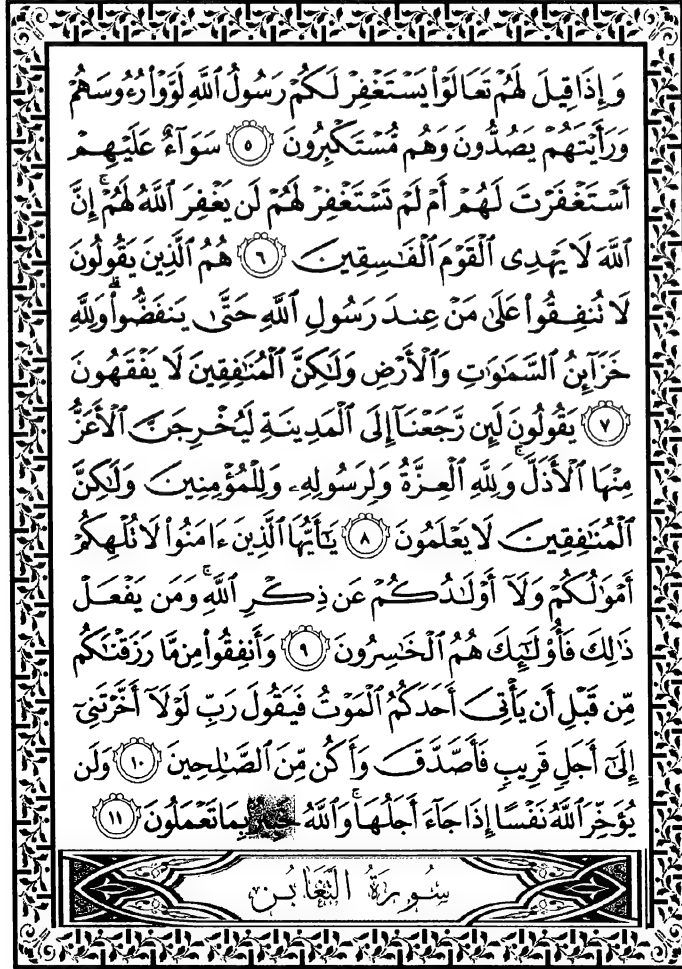 وَإِذَا قِيلَ لَهُمْ تَعَالَوْا۟ يَسْتَغْفِرْ لَكُمْ رَسُولُ ٱللَّهِ لَوَّوْا۟ رُءُوسَهُمْ
وَرَأَيْتَهُمْ يَصُدُّونَ وَهُم مُّسْتَكْبِرُونَ ٥ سَوَآءٌ عَلَيْهِمْ
أَسْتَغْفَرْتَ لَهُمْ أَمْ لَمْ تَسْتَغْفِرْ لَهُمْ لَن يَغْفِرَ ٱللَّهُ لَهُمْ ۚ إِنَّ
ٱللَّهَ لَا يَهْدِى ٱلْقَوْمَ ٱلْفَـٰسِقِينَ ٦ هُمُ ٱلَّذِينَ يَقُولُونَ
لَا تُنفِقُوا۟ عَلَىٰ مَنْ عِندَ رَسُولِ ٱللَّهِ حَتَّىٰ يَنفَضُّوا۟ ۗ وَلِلَّهِ
خَزَآئِنُ ٱلسَّمَـٰوَٰتِ وَٱلْأَرْضِ وَلَـٰكِنَّ ٱلْمُنَـٰفِقِينَ لَا يَفْقَهُونَ
٧ يَقُولُونَ لَئِن رَّجَعْنَآ إِلَى ٱلْمَدِينَةِ لَيُخْرِجَنَّ ٱلْأَعَزُّ
مِنْهَا ٱلْأَذَلَّ ۚ وَلِلَّهِ ٱلْعِزَّةُ وَلِرَسُولِهِۦ وَلِلْمُؤْمِنِينَ وَلَـٰكِنَّ
ٱلْمُنَـٰفِقِينَ لَا يَعْلَمُونَ ٨ يَـٰٓأَيُّهَا ٱلَّذِينَ ءَامَنُوا۟ لَا تُلْهِكُمْ
أَمْوَٰلُكُمْ وَلَآ أَوْلَـٰدُكُمْ عَن ذِكْرِ ٱللَّهِ ۚ وَمَن يَفْعَلْ
ذَٰلِكَ فَأُو۟لَـٰٓئِكَ هُمُ ٱلْخَـٰسِرُونَ ٩ وَأَنفِقُوا۟ مِن مَّا رَزَقْنَـٰكُم
مِّن قَبْلِ أَن يَأْتِىَ أَحَدَكُمُ ٱلْمَوْتُ فَيَقُولَ رَبِّ لَوْلَآ أَخَّرْتَنِىٓ
إِلَىٰٓ أَجَلٍ قَرِيبٍ فَأَصَّدَّقَ وَأَكُن مِّنَ ٱلصَّـٰلِحِينَ ١٠ وَلَن
يُؤَخِّرَ ٱللَّهُ نَفْسًا إِذَا جَآءَ أَجَلُهَا ۚ وَٱللَّهُ بِمَا تَعْمَلُونَ ١١
سُورَةُ التَّغَابُنِ